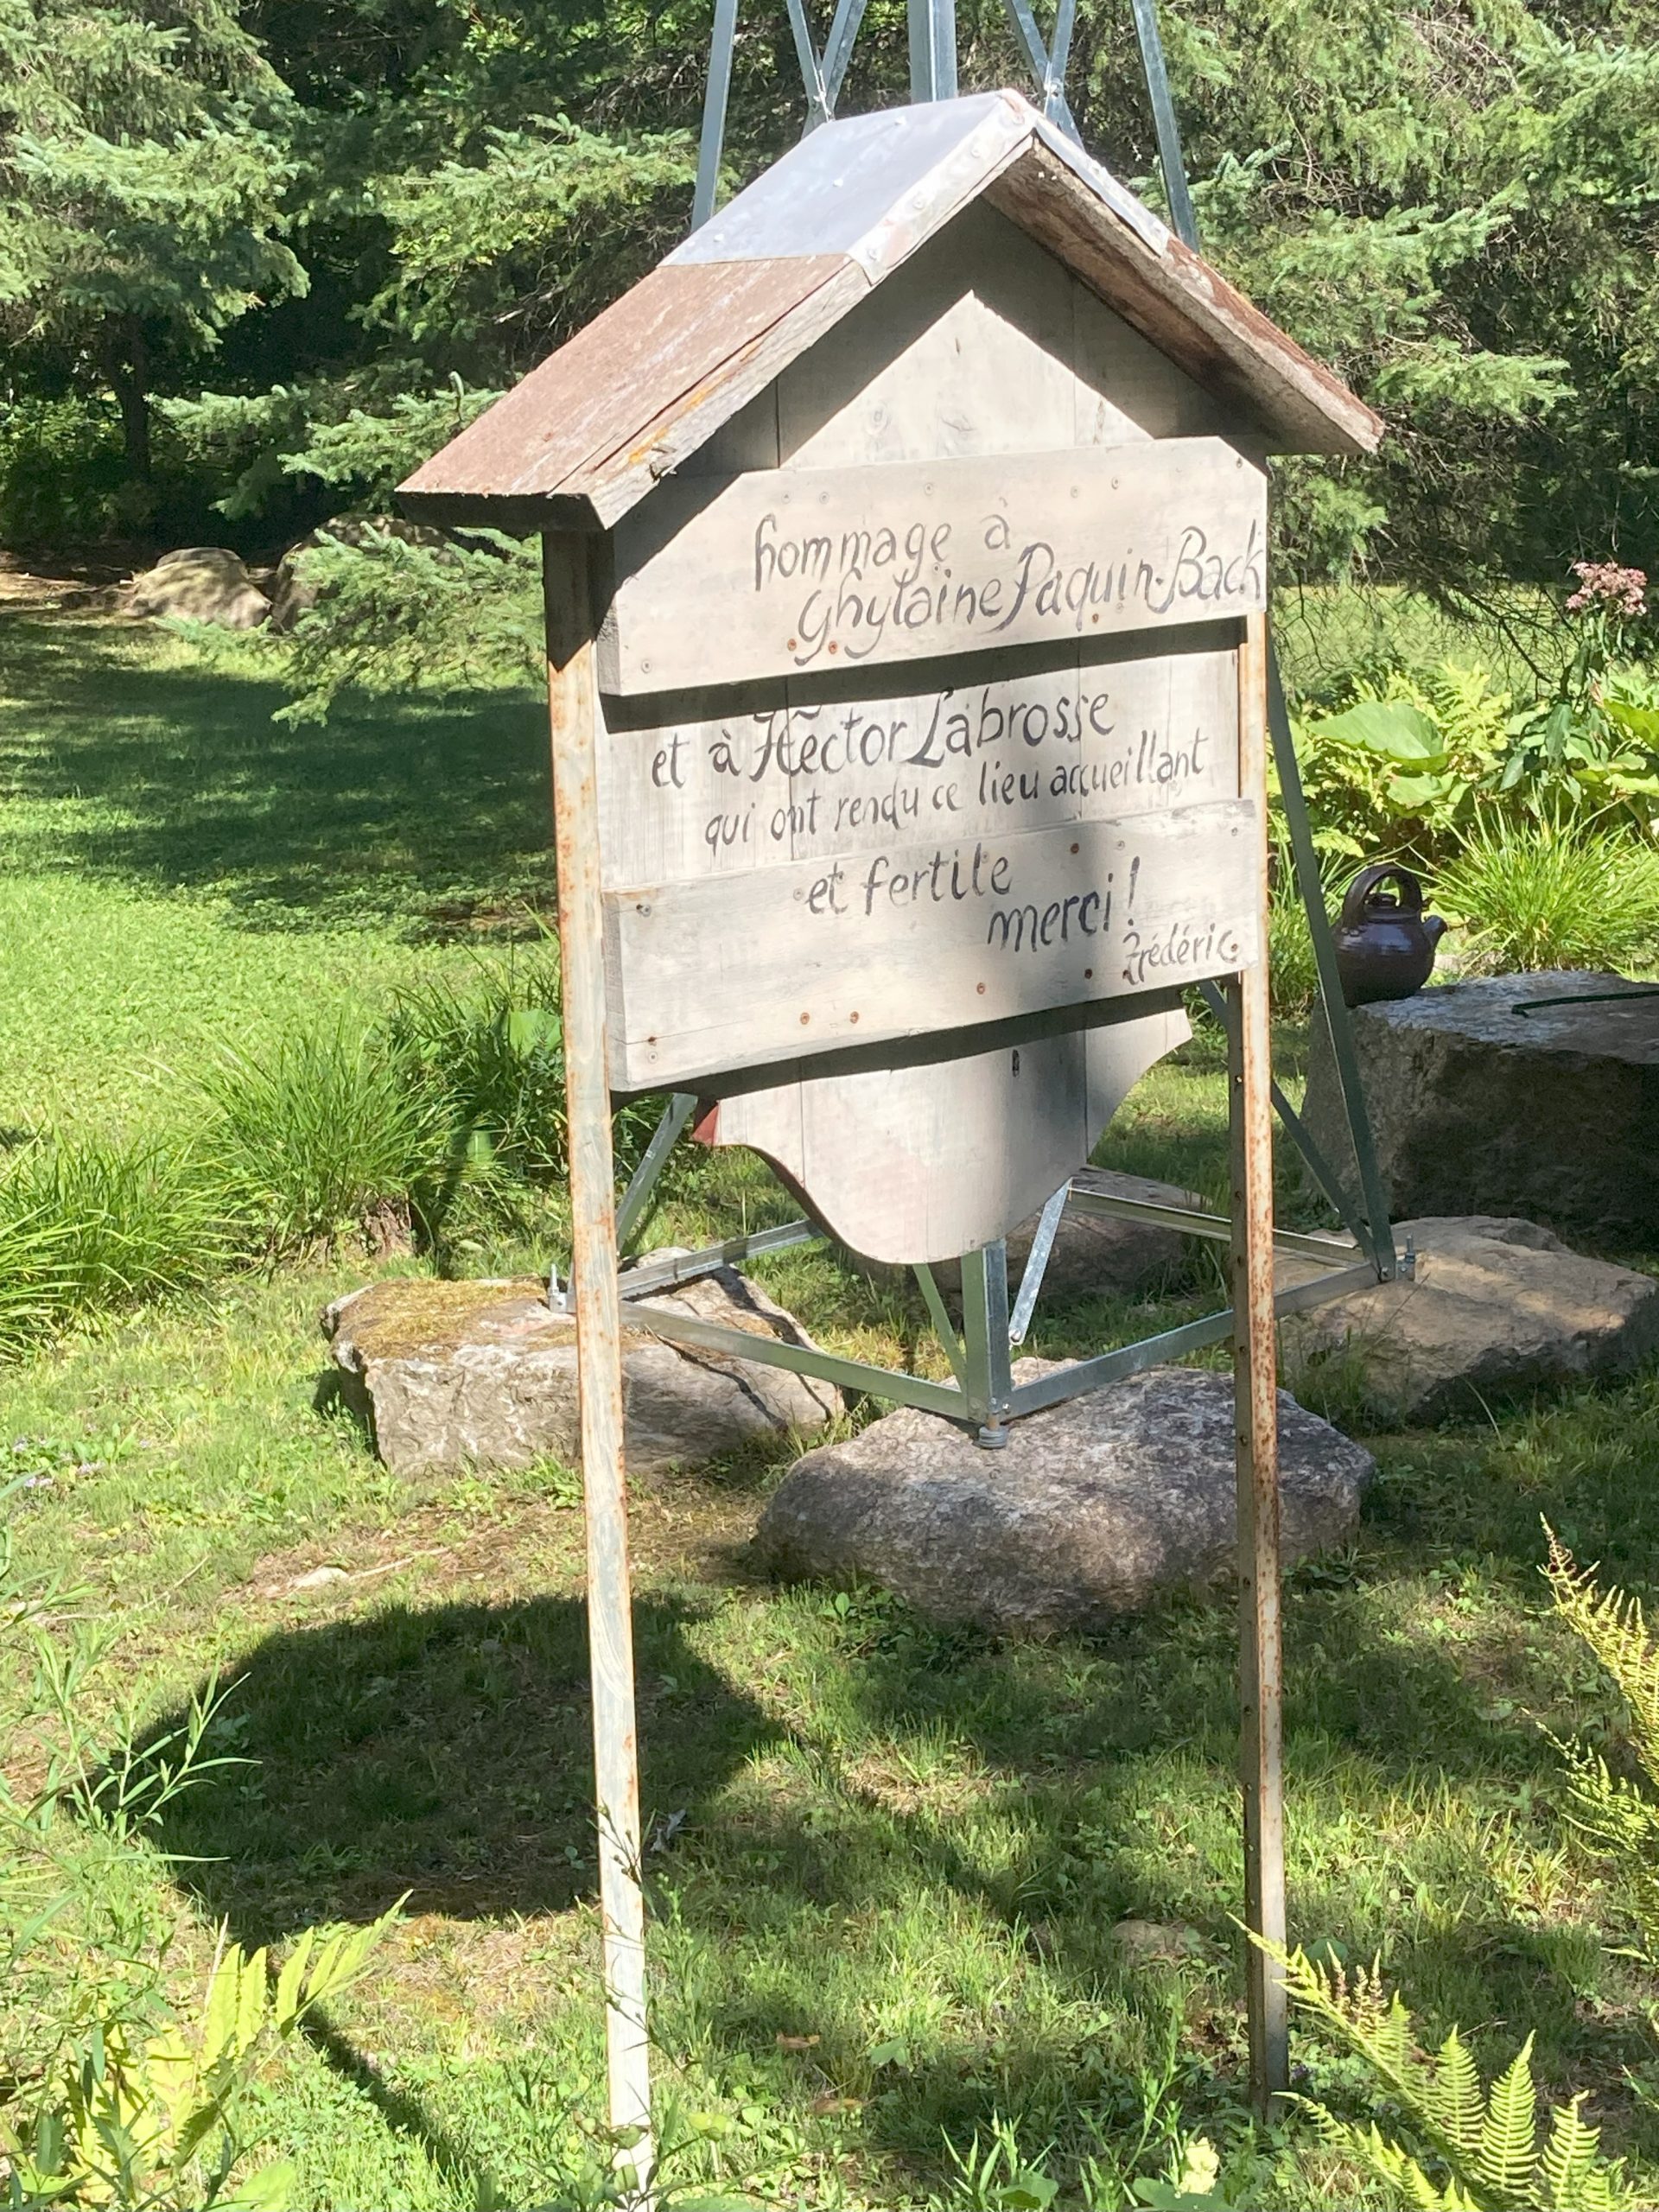 hommage à
Ghylaine Paquin-Back
et à Hector Labrosse
qui ont rendu ce lieu accueillant
et fertile
merci!
Frédéric